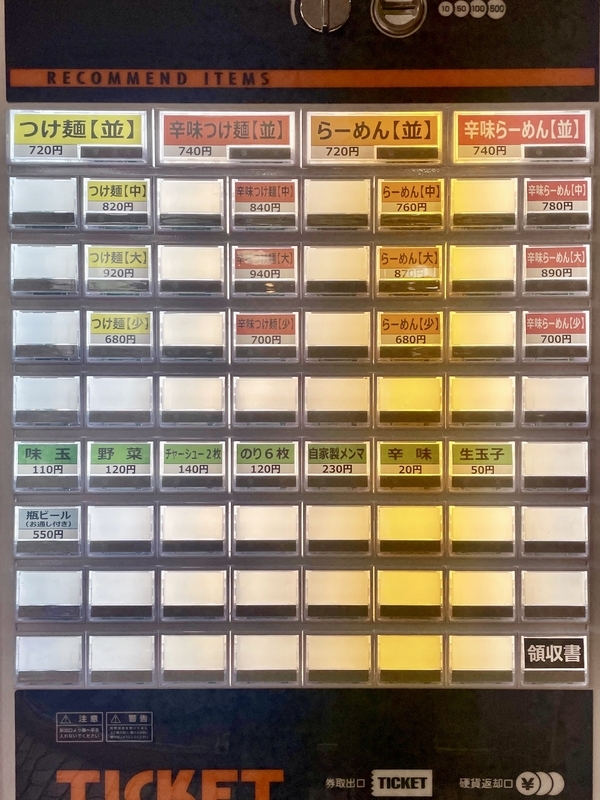 10 50 100 500
RECOMMEND ITEMS
つけ麺【並】 辛味つけ麺【並】 らーめん【並】 辛味らーめん【並】
720円 740円 720円 740円
つけ麺【中】 辛味つけ麺【中】 らーめん【中】 辛味らーめん【中】
820円 840円 760円 780円
つけ麺【大】 辛味つけ麺【大】 らーめん【大】 辛味らーめん【大】
920円 940円 870円 890円
つけ麺【少】 辛味つけ麺【少】 らーめん【少】 辛味らーめん【少】
680円 700円 680円 700円
味玉 野菜 チャーシュー2枚 のり6枚 自家製メンマ 辛味 生玉子
110円 120円 140円 120円 230円 20円 50円
瓶ビール
(お通し付き)
550円
領収書
注意 警告
TICKET
券取出口 TICKET 硬貨返却口 ¥